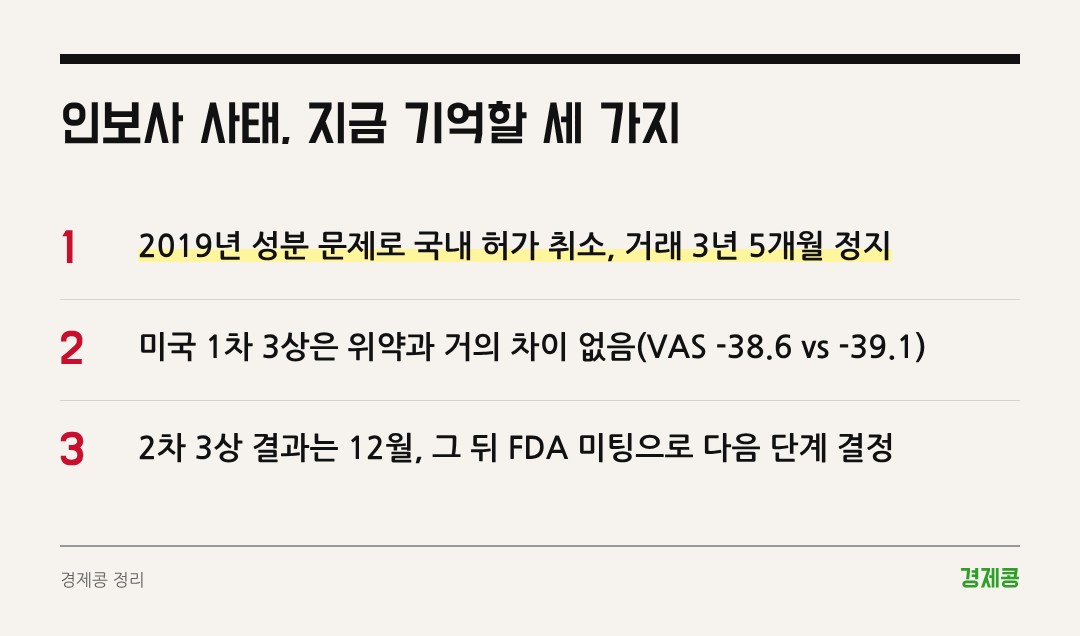 인보사 사태, 지금 기억할 세 가지
1 2019년 성분 문제로 국내 허가 취소, 거래 3년 5개월 정지
2 미국 1차 3상은 위약과 거의 차이 없음(VAS -38.6 vs -39.1)
3 2차 3상 결과는 12월, 그 뒤 FDA 미팅으로 다음 단계 결정
경제콩 정리
경제콩